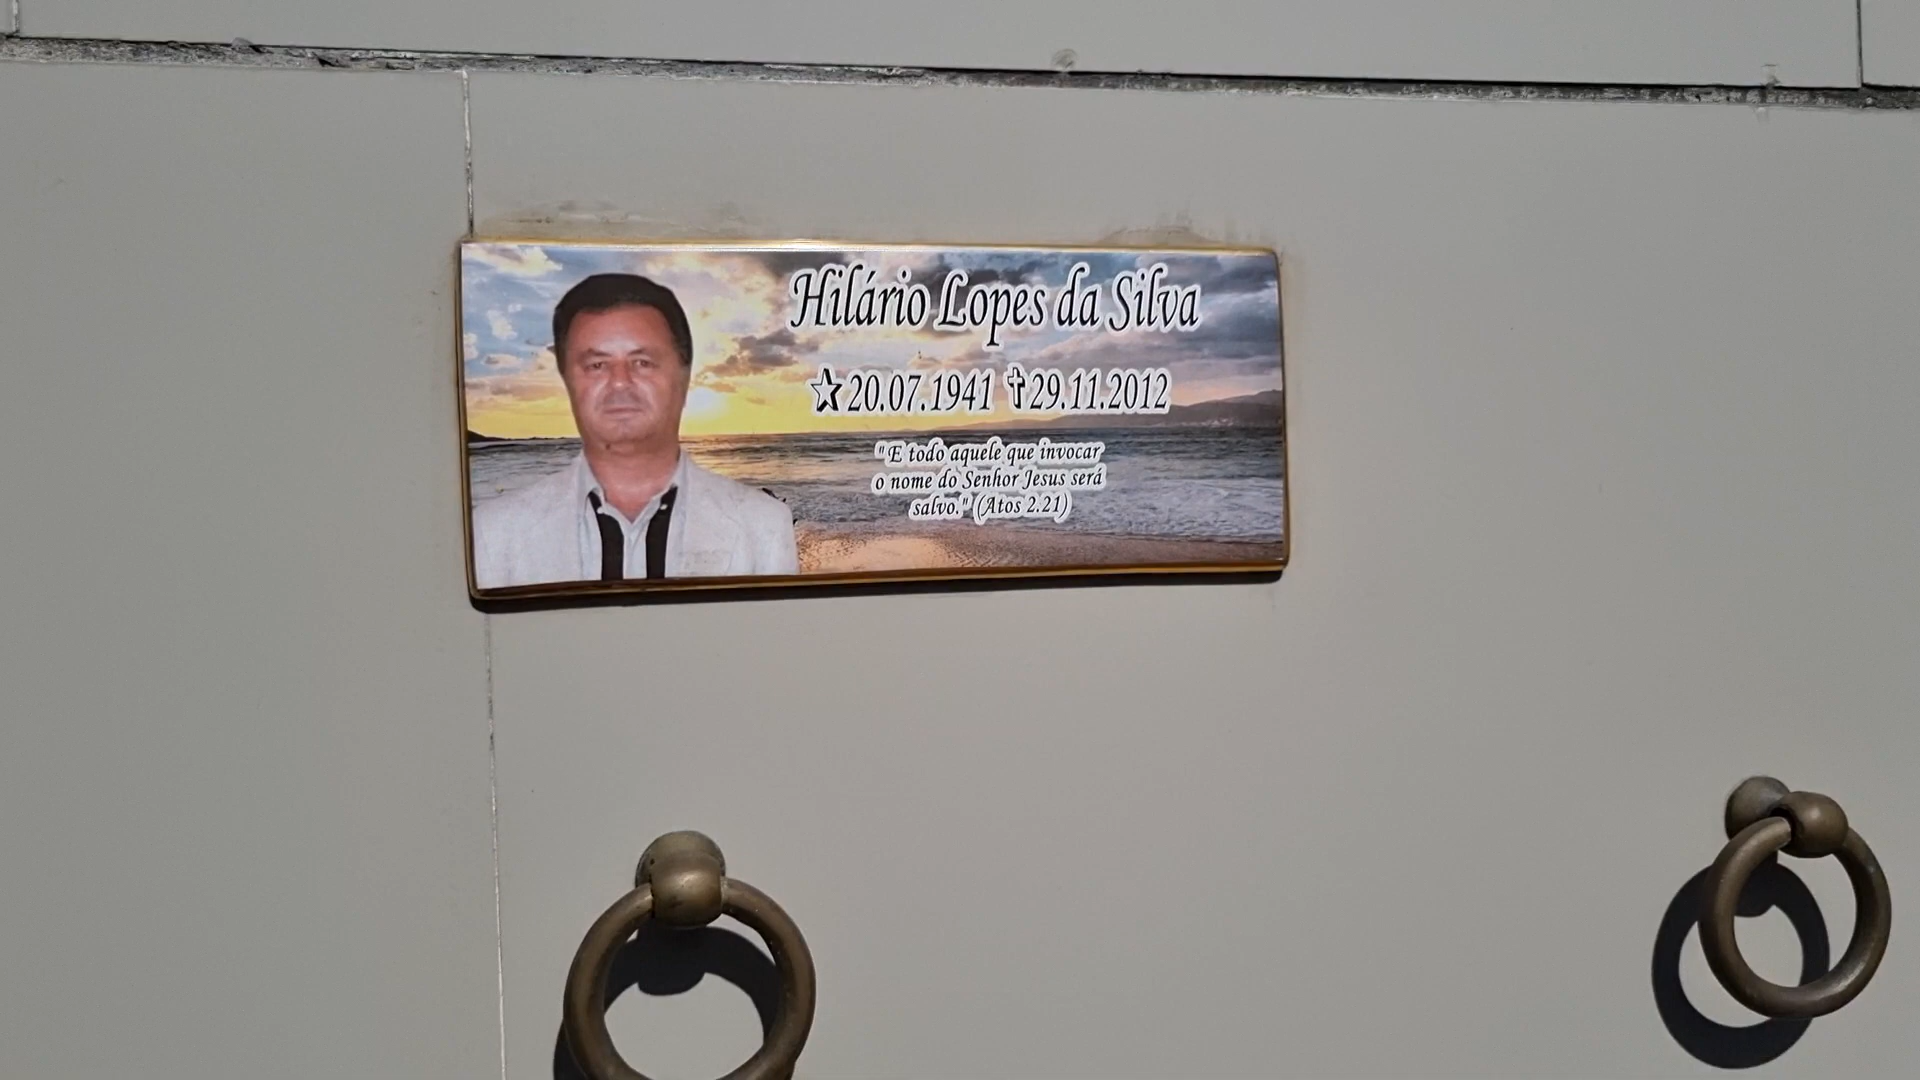 Hilário Lopes da Silva
☆20.07.1941 ✝29.11.2012
"E todo aquele que invocar
o nome do Senhor Jesus será
salvo." (Atos 2.21)